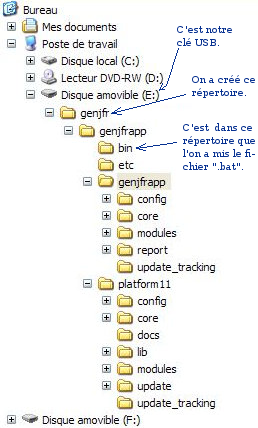 Bureau
Mes documents
Poste de travail
Disque local (C:)
Lecteur DVD-RW (D:)
Disque amovible (E:)
genjfr
genjfrapp
bin
etc
genjfrapp
config
core
modules
report
update_tracking
platform11
config
core
docs
lib
modules
update
update_tracking
Disque amovible (F:)
C'est notre
clé USB.
On a créé ce
répertoire.
C'est dans ce
répertoire que
l'on a mis le fi-
chier ".bat".